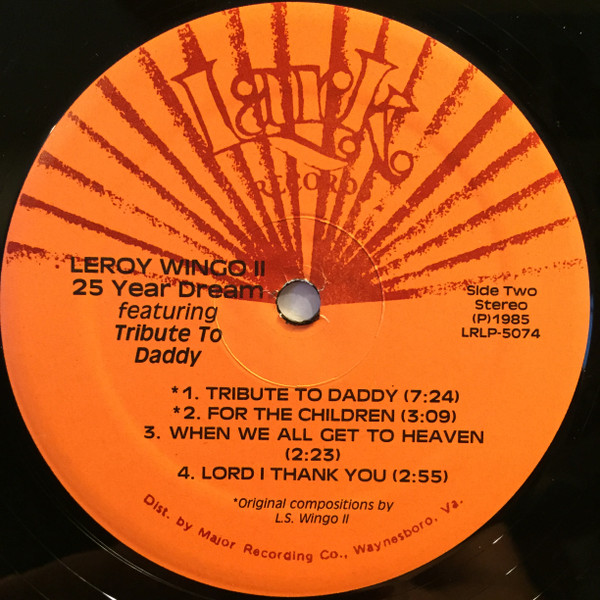 Lark
RECORDS
LEROY WINGO II
25 Year Dream
featuring
Tribute To
Daddy
Side Two
Stereo
(P)1985
LRLP-5074
*1. TRIBUTE TO DADDY (7:24)
*2. FOR THE CHILDREN (3:09)
3. WHEN WE ALL GET TO HEAVEN
(2:23)
4. LORD I THANK YOU (2:55)
*Original compositions by
L.S. Wingo II
Dist. by Major Recording Co., Waynesboro, Va.